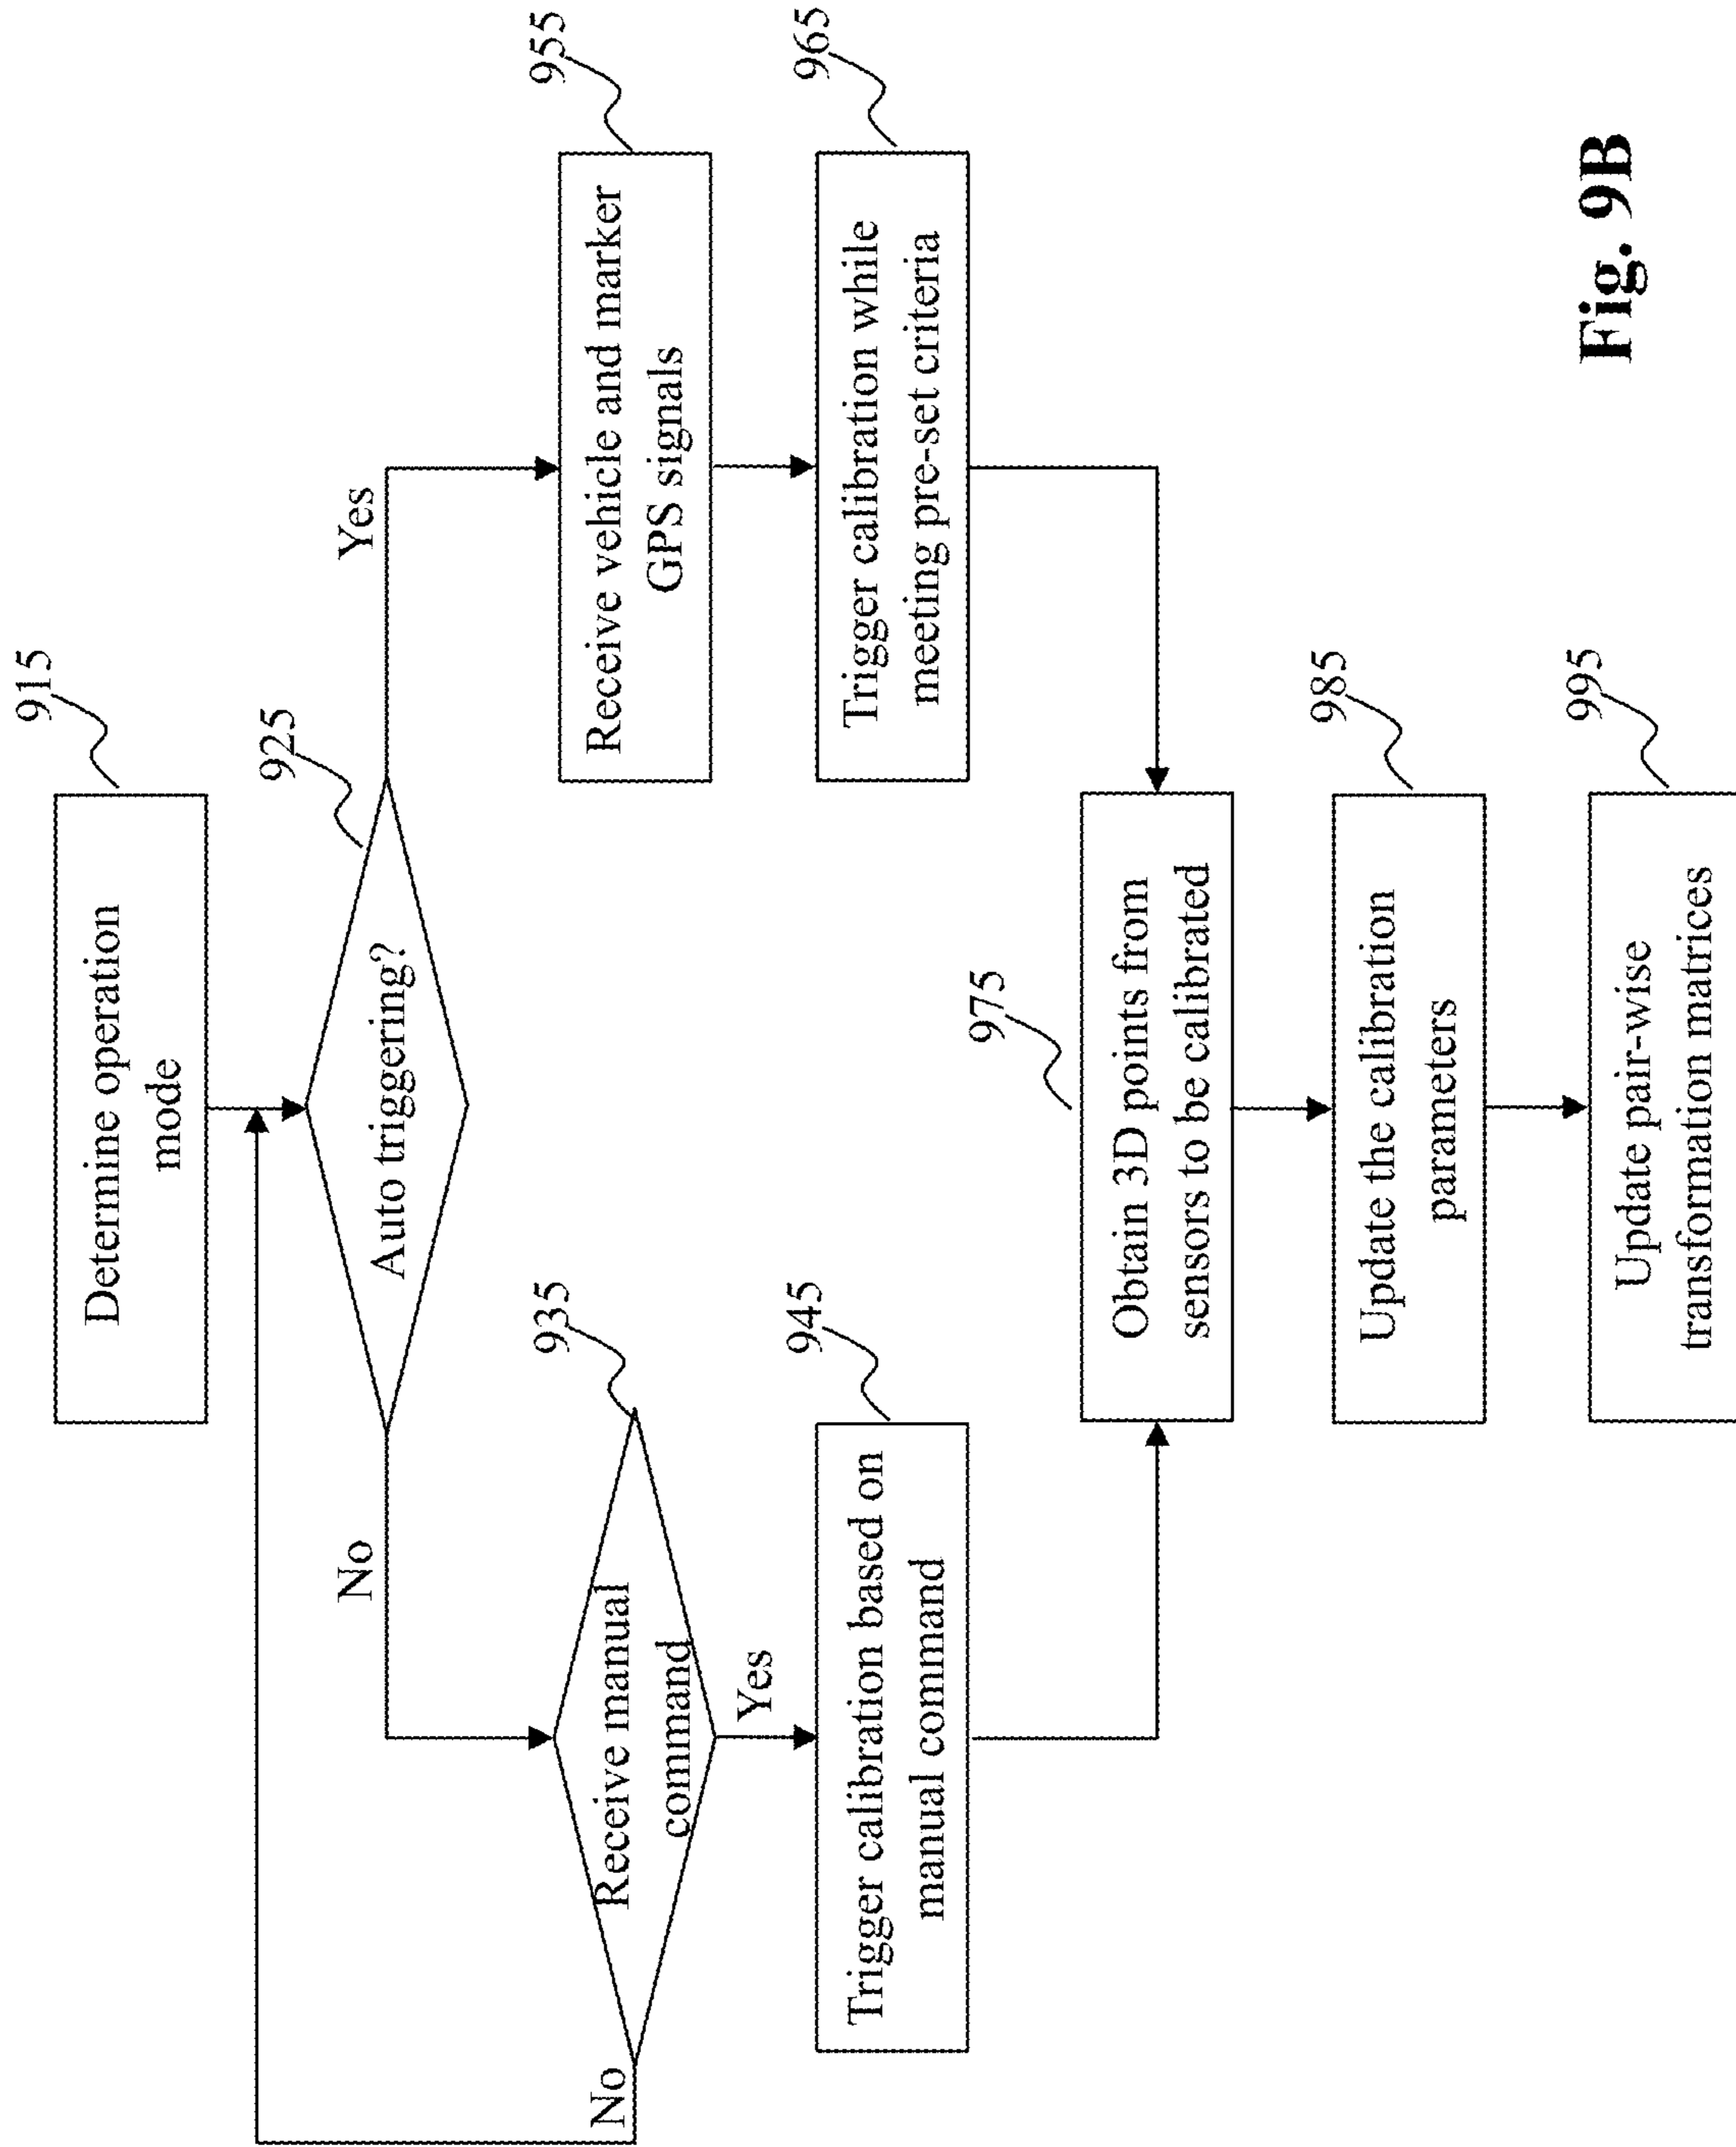 915
Determine operation
mode
925
Auto triggering?
No
Yes
935
Receive manual
command
No
Yes
945
Trigger calibration based on
manual command
955
Receive vehicle and marker
GPS signals
965
Trigger calibration while
meeting pre-set criteria
975
Obtain 3D points from
sensors to be calibrated
985
Update the calibration
parameters
995
Update pair-wise
transformation matrices
Fig. 9B